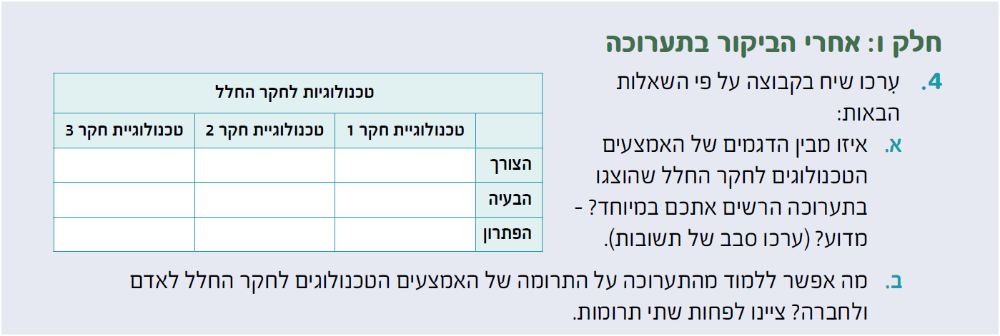 חלק ו: אחרי הביקור בתערוכה
4. עִרכו שיח בקבוצה על פי השאלות
הבאות:
א. איזו מבין הדגמים של האמצעים
הטכנולוגים לחקר החלל שהוצגו
בתערוכה הרשים אתכם במיוחד? -
מדוע? (ערכו סבב של תשובות).
טכנולוגיות לחקר החלל
טכנולוגיית חקר 1 טכנולוגיית חקר 2 טכנולוגיית חקר 3
הצורך
הבעיה
הפתרון
ב. מה אפשר ללמוד מהתערוכה על התרומה של האמצעים הטכנולוגים לחקר החלל לאדם
ולחברה? ציינו לפחות שתי תרומות.